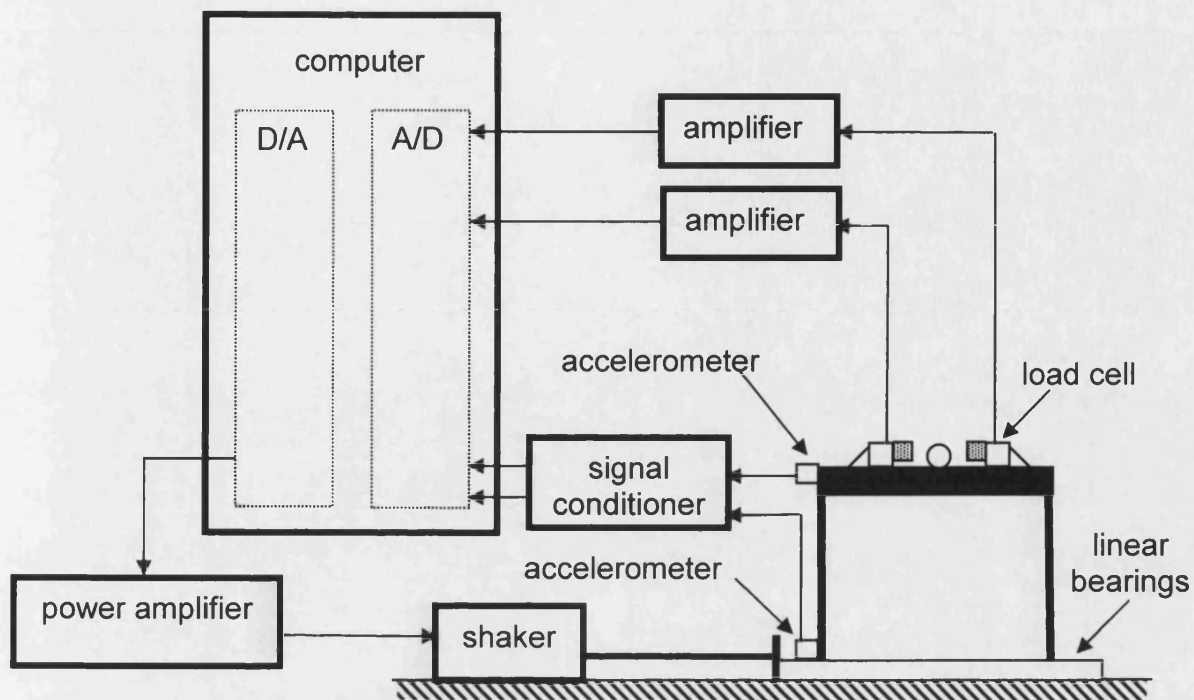 computer
D/A
A/D
amplifier
amplifier
accelerometer
load cell
signal
conditioner
linear
bearings
accelerometer
power amplifier
shaker